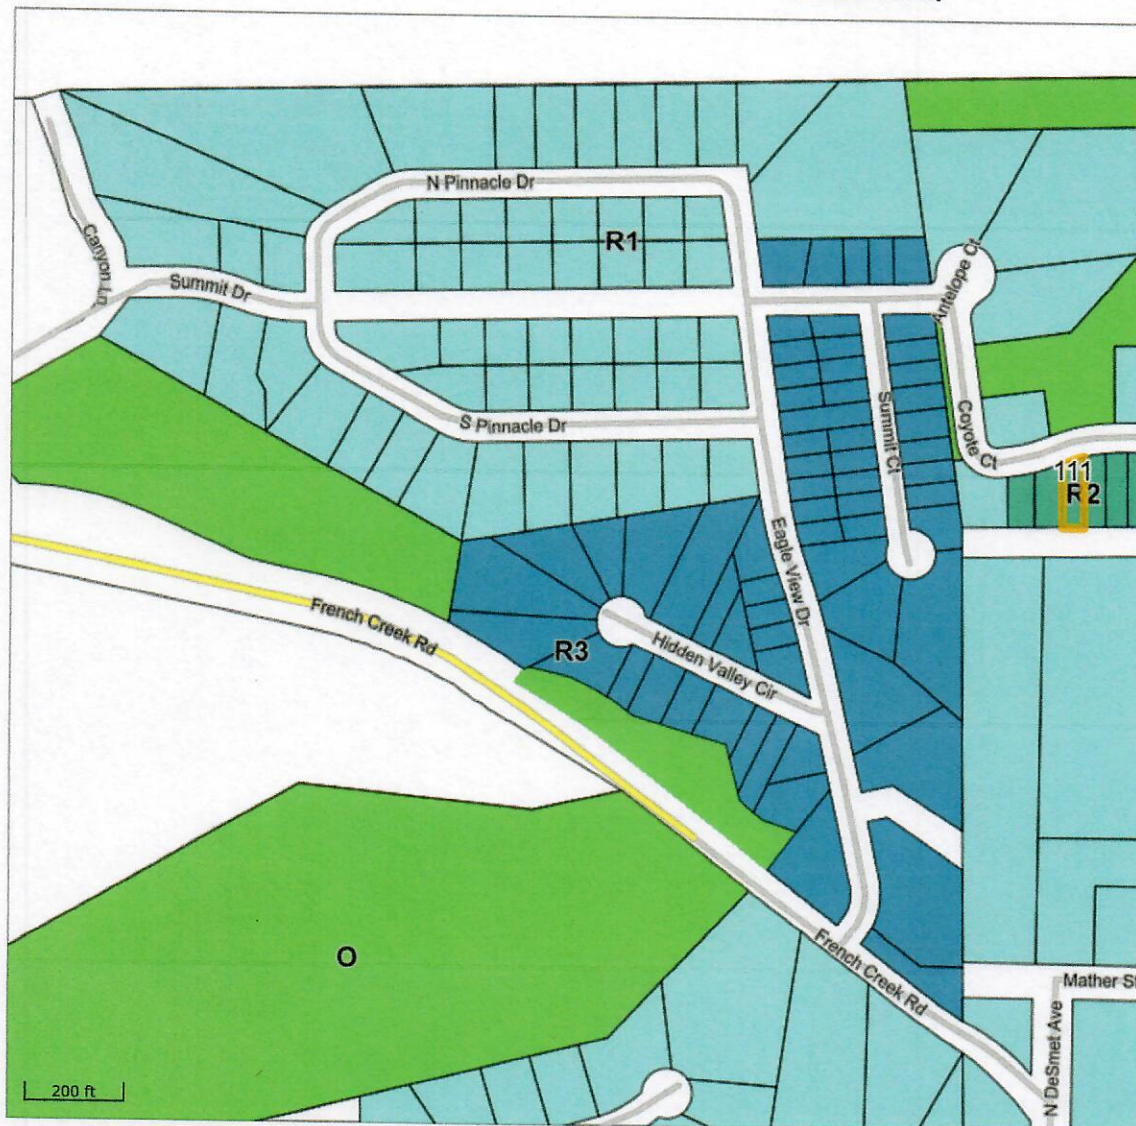 N Pinnacle Dr
R1
Canyon Ln
Summit Dr
Antelope Ct
S Pinnacle Dr
Summit Ct
Coyote Ct
111
R2
Eagle View Dr
French Creek Rd
R3
Hidden Valley Cir
O
French Creek Rd
Mather St
N DeSmet Ave
200 ft